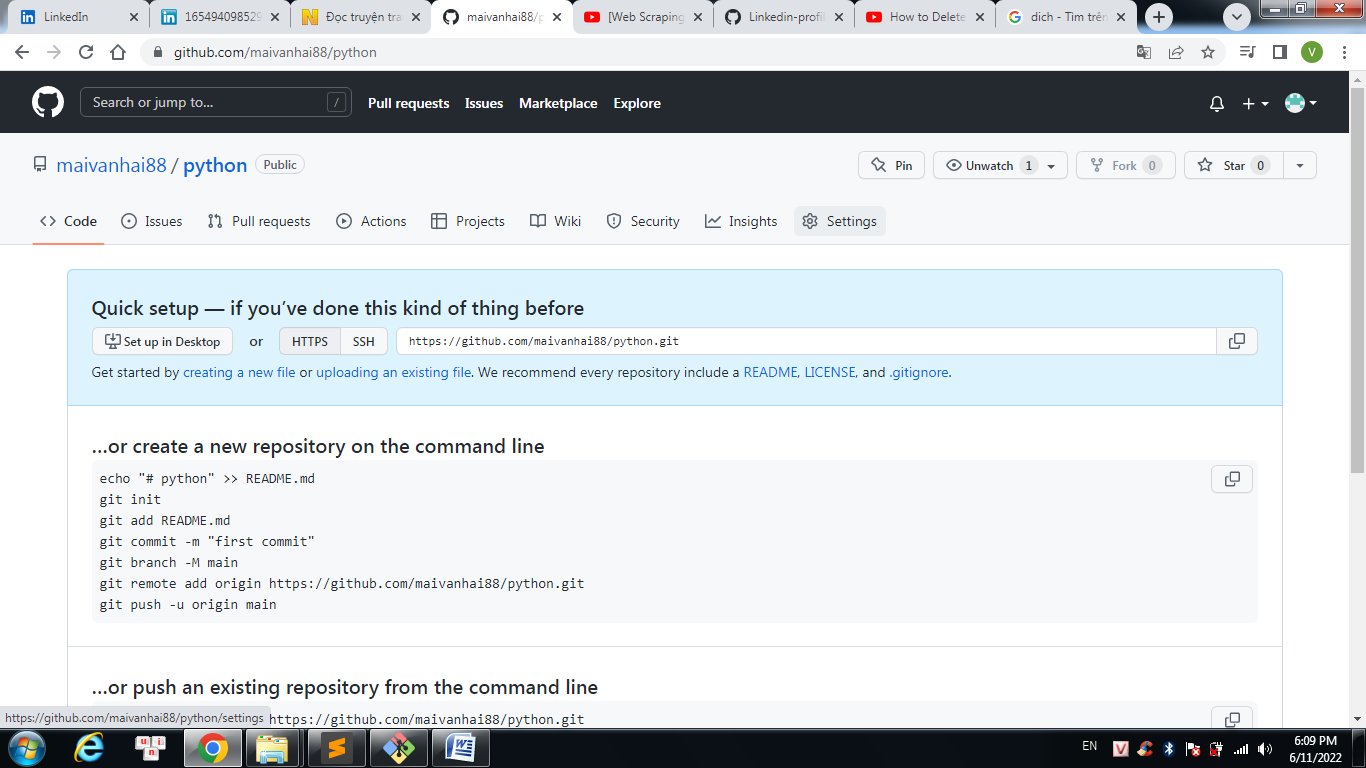 LinkedIn
165494098529
Đọc truyện tra
maivanhai88/p
[Web Scraping
Linkedin-profil
How to Delete
dich - Tìm trên
github.com/maivanhai88/python
V
Search or jump to...
/
Pull requests
Issues
Marketplace
Explore
maivanhai88 / python
Public
Pin
Unwatch 1
Fork 0
Star 0
Code
Issues
Pull requests
Actions
Projects
Wiki
Security
Insights
Settings
Quick setup — if you’ve done this kind of thing before
Set up in Desktop
or
HTTPS
SSH
https://github.com/maivanhai88/python.git
Get started by creating a new file or uploading an existing file. We recommend every repository include a README, LICENSE, and .gitignore.
…or create a new repository on the command line
echo "# python" >> README.md
git init
git add README.md
git commit -m "first commit"
git branch -M main
git remote add origin https://github.com/maivanhai88/python.git
git push -u origin main
…or push an existing repository from the command line
https://github.com/maivanhai88/python.git
https://github.com/maivanhai88/python/settings
EN
6:09 PM
6/11/2022